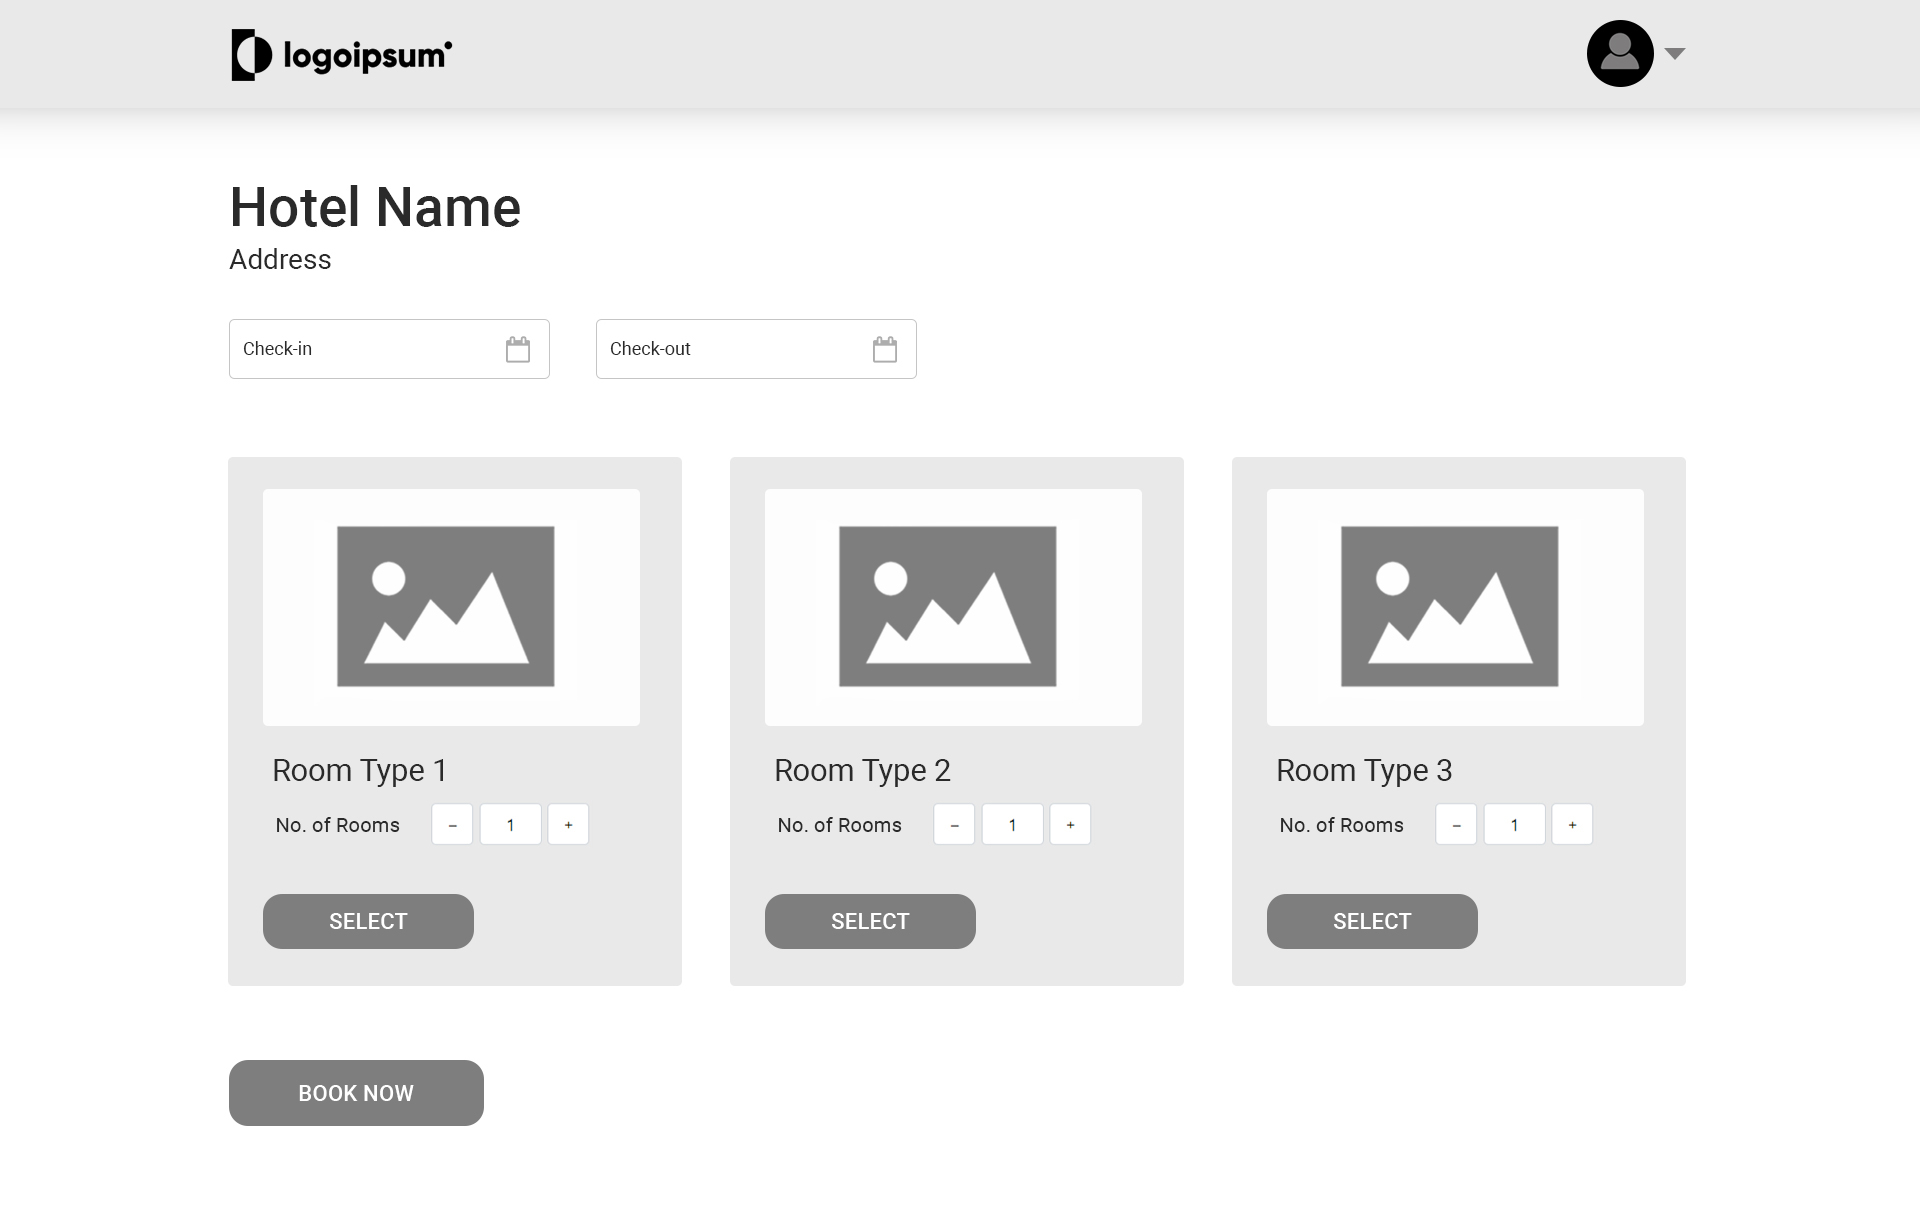 logoipsum
Hotel Name
Address
Check-in
Check-out
Room Type 1
No. of Rooms – 1 +
SELECT
Room Type 2
No. of Rooms – 1 +
SELECT
Room Type 3
No. of Rooms – 1 +
SELECT
BOOK NOW